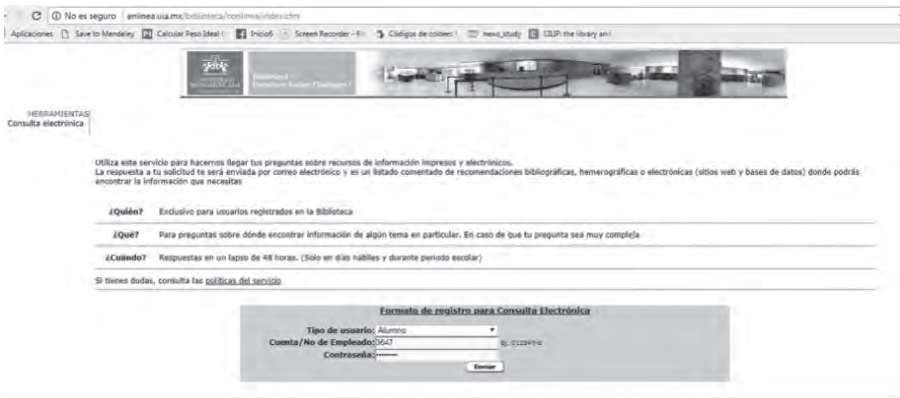 No es seguro | enlinea.uia.mx/biblioteca/conlinea/index.cfm
Aplicaciones Save to Mendeley Calcular Peso Ideal Screen Recorder Códigos de colores news_study CILIP: the library and
Biblioteca
Francisco Xavier Clavigero
HERRAMIENTAS
Consulta electrónica
Utiliza este servicio para hacernos llegar tus preguntas sobre recursos de información impresos y electrónicos.
La respuesta a tu solicitud te será enviada por correo electrónico y es un listado comentado de recomendaciones bibliográficas, hemerográficas o electrónicas (sitios web y bases de datos) donde podrás
encontrar la información que necesitas
¿Quién? Exclusivo para usuarios registrados en la Biblioteca
¿Qué? Para preguntas sobre dónde encontrar información de algún tema en particular. En caso de que tu pregunta sea muy compleja
¿Cuándo? Respuestas en un lapso de 48 horas. (Sólo en días hábiles y durante periodo escolar)
Si tienes dudas, consulta las políticas del servicio
Formato de registro para Consulta Electrónica
Tipo de usuario: Alumno
Cuenta/No de Empleado: 3647 Ej.
Contraseña: ········
Enviar